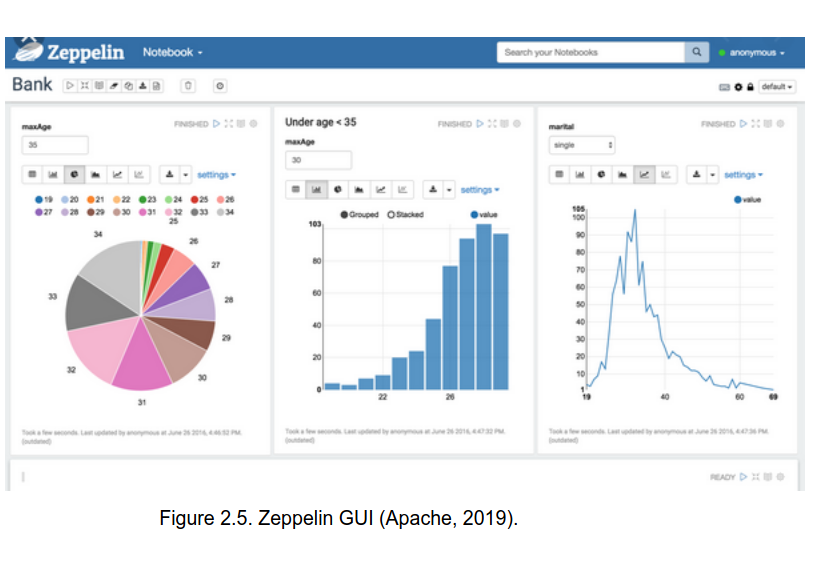 Zeppelin Notebook Search your Notebooks anonymous
Bank default
maxAge FINISHED
35
settings
19 20 21 22 23 24 25 26
27 28 29 30 31 32 33 34
25
34
26
27
33
28
29
32
30
31
Took a few seconds. Last updated by anonymous at June 26 2016, 4:46:52 PM.
(outdated)
Under age < 35 FINISHED
maxAge
30
settings
Grouped Stacked value
103
80
60
40
20
0
22 26
Took a few seconds. Last updated by anonymous at June 26 2016, 4:47:32 PM.
(outdated)
marital FINISHED
single
settings
value
105
100
90
80
70
60
50
40
30
20
10
1
19 40 60 69
Took a few seconds. Last updated by anonymous at June 26 2016, 4:47:36 PM.
(outdated)
READY
Figure 2.5. Zeppelin GUI (Apache, 2019).